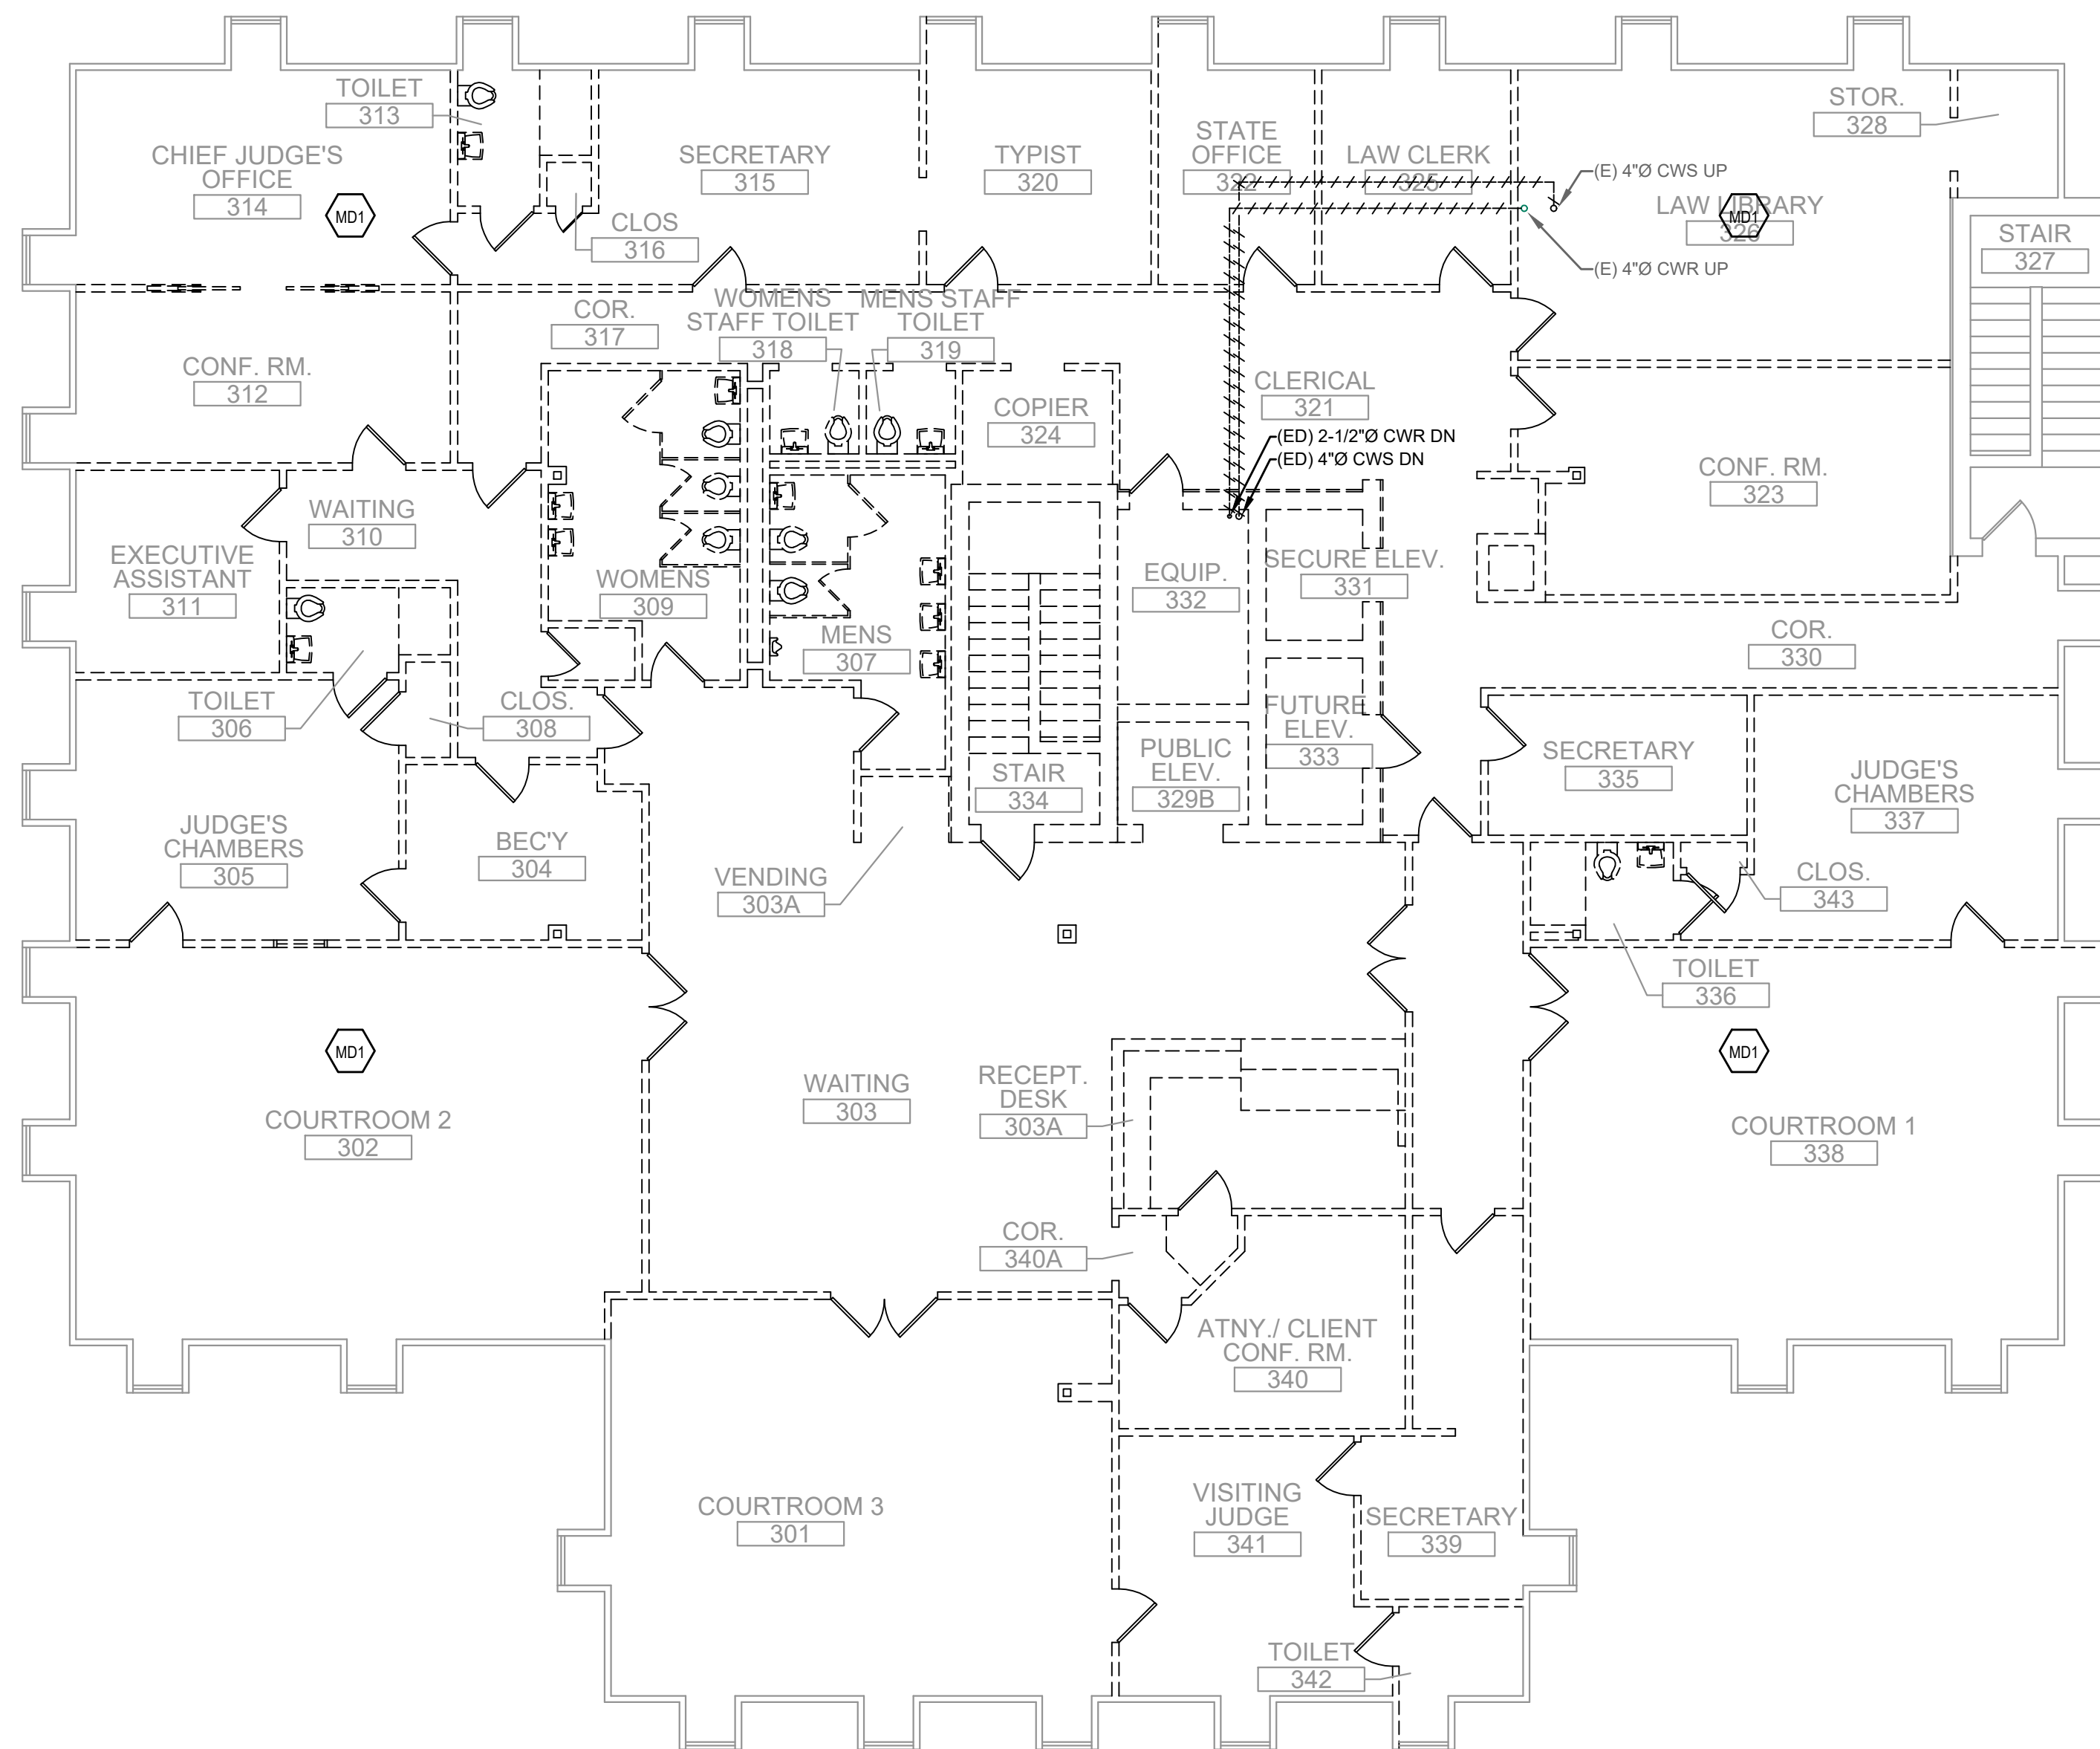 TOILET
313
CHIEF JUDGE'S
OFFICE
314
MD1
SECRETARY
315
CLOS
316
TYPIST
320
STATE
OFFICE
322
LAW CLERK
325
(E) 4"Ø CWS UP
STOR.
328
LAW LIBRARY
326
MD1
(E) 4"Ø CWR UP
STAIR
327
COR.
317
WOMENS
STAFF TOILET
318
MENS STAFF
TOILET
319
CONF. RM.
312
COPIER
324
CLERICAL
321
(ED) 2-1/2"Ø CWR DN
(ED) 4"Ø CWS DN
CONF. RM.
323
WAITING
310
EXECUTIVE
ASSISTANT
311
WOMENS
309
MENS
307
EQUIP.
332
SECURE ELEV.
331
COR.
330
TOILET
306
CLOS.
308
FUTURE
ELEV.
333
PUBLIC
ELEV.
329B
STAIR
334
SECRETARY
335
JUDGE'S
CHAMBERS
337
JUDGE'S
CHAMBERS
305
BEC'Y
304
VENDING
303A
CLOS.
343
TOILET
336
MD1
MD1
COURTROOM 2
302
WAITING
303
RECEPT.
DESK
303A
COURTROOM 1
338
COR.
340A
ATNY./ CLIENT
CONF. RM.
340
COURTROOM 3
301
VISITING
JUDGE
341
SECRETARY
339
TOILET
342